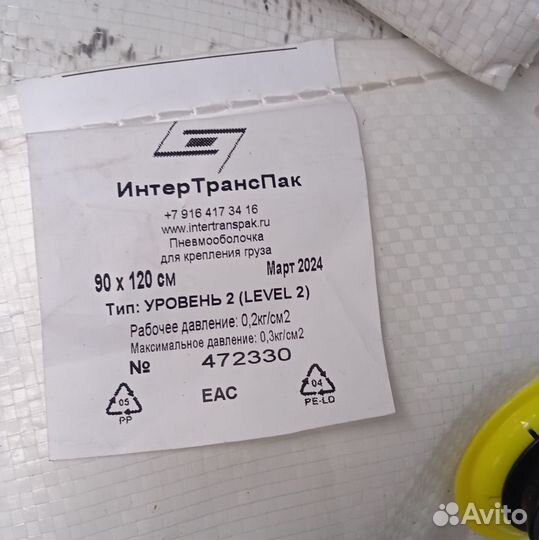 ИнтерТрансПак
+7 916 417 34 16
www.intertranspak.ru
Пневмооболочка
для крепления груза
90 x 120 см Март 2024
Тип: УРОВЕНЬ 2 (LEVEL 2)
Рабочее давление: 0,2кг/см2
Максимальное давление: 0,3кг/см2
№ 472330
05 EAC 04
PP PE-LD
Avito